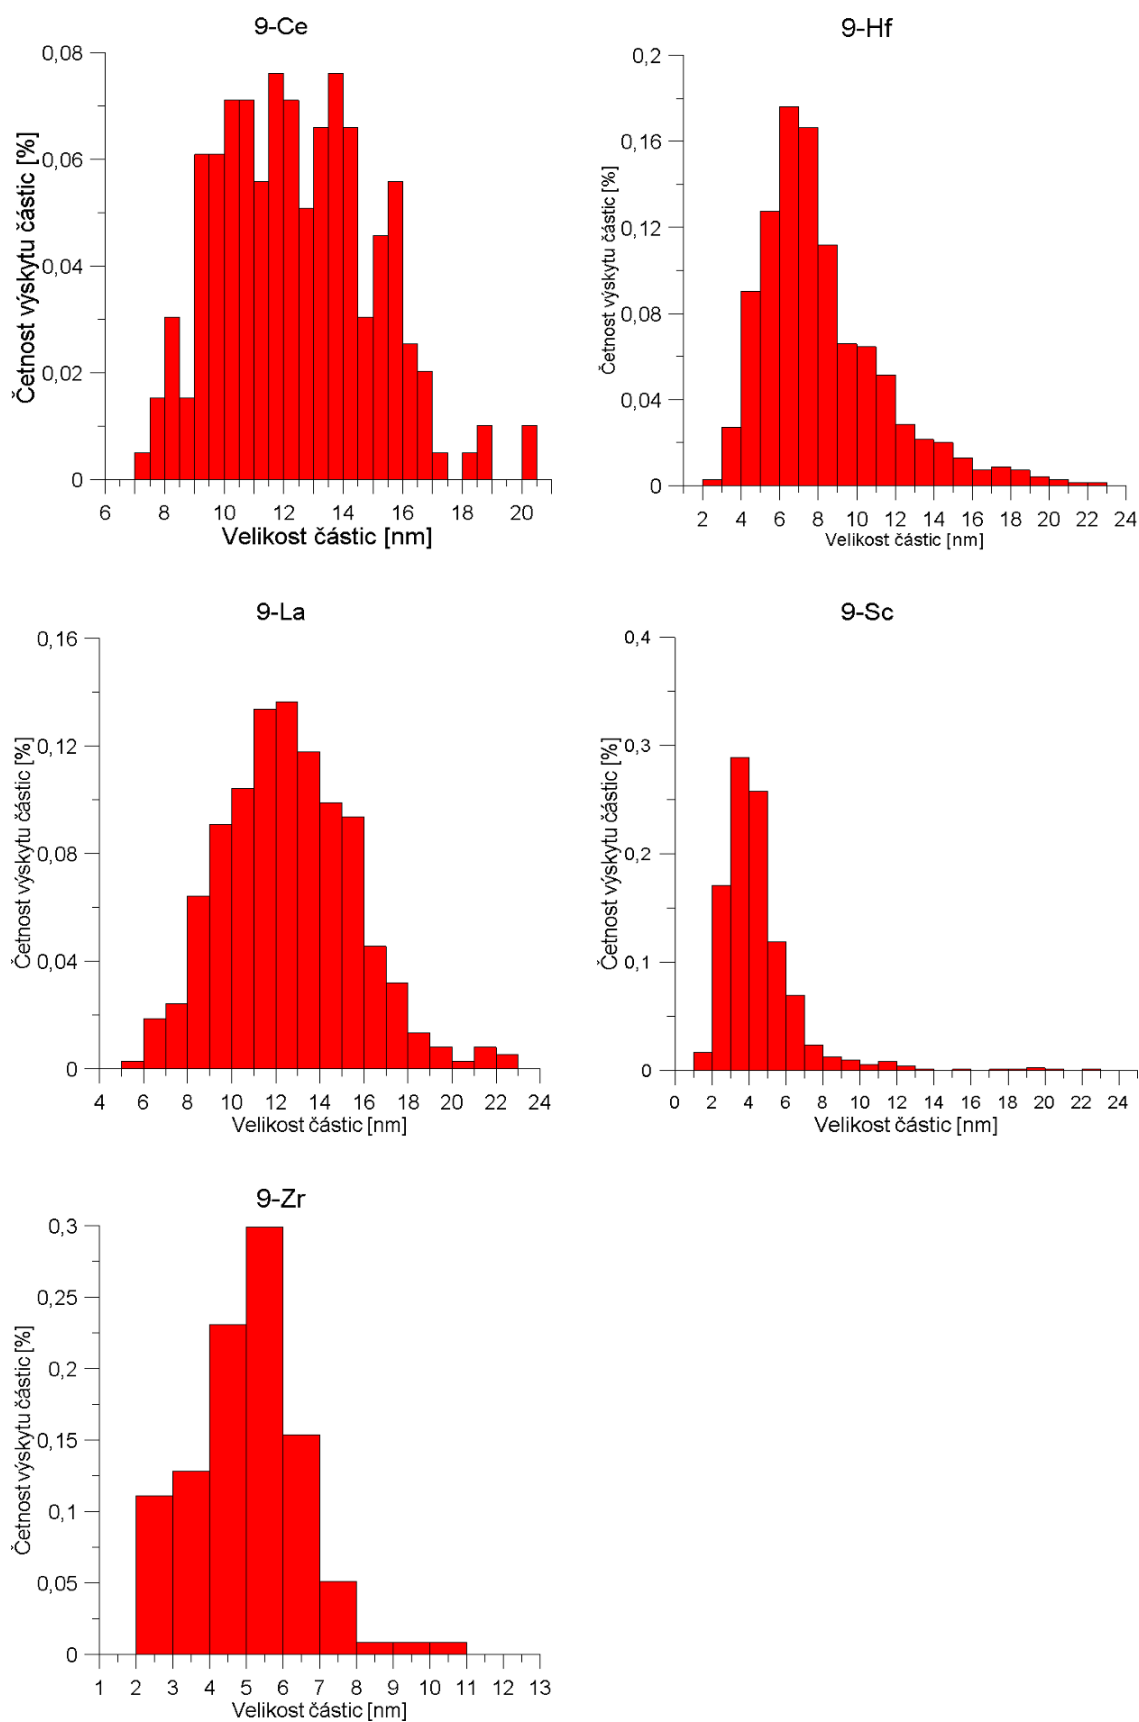 9-Ce
Četnost výskytu částic [%]
0,08
0,06
0,04
0,02
0
6 8 10 12 14 16 18 20
Velikost částic [nm]
9-Hf
Četnost výskytu částic [%]
0,2
0,16
0,12
0,08
0,04
0
2 4 6 8 10 12 14 16 18 20 22 24
Velikost částic [nm]
9-La
Četnost výskytu částic [%]
0,16
0,12
0,08
0,04
0
4 6 8 10 12 14 16 18 20 22 24
Velikost částic [nm]
9-Sc
Četnost výskytu částic [%]
0,4
0,3
0,2
0,1
0
0 2 4 6 8 10 12 14 16 18 20 22 24
Velikost částic [nm]
9-Zr
Četnost výskytu částic [%]
0,3
0,25
0,2
0,15
0,1
0,05
0
1 2 3 4 5 6 7 8 9 10 11 12 13
Velikost částic [nm]